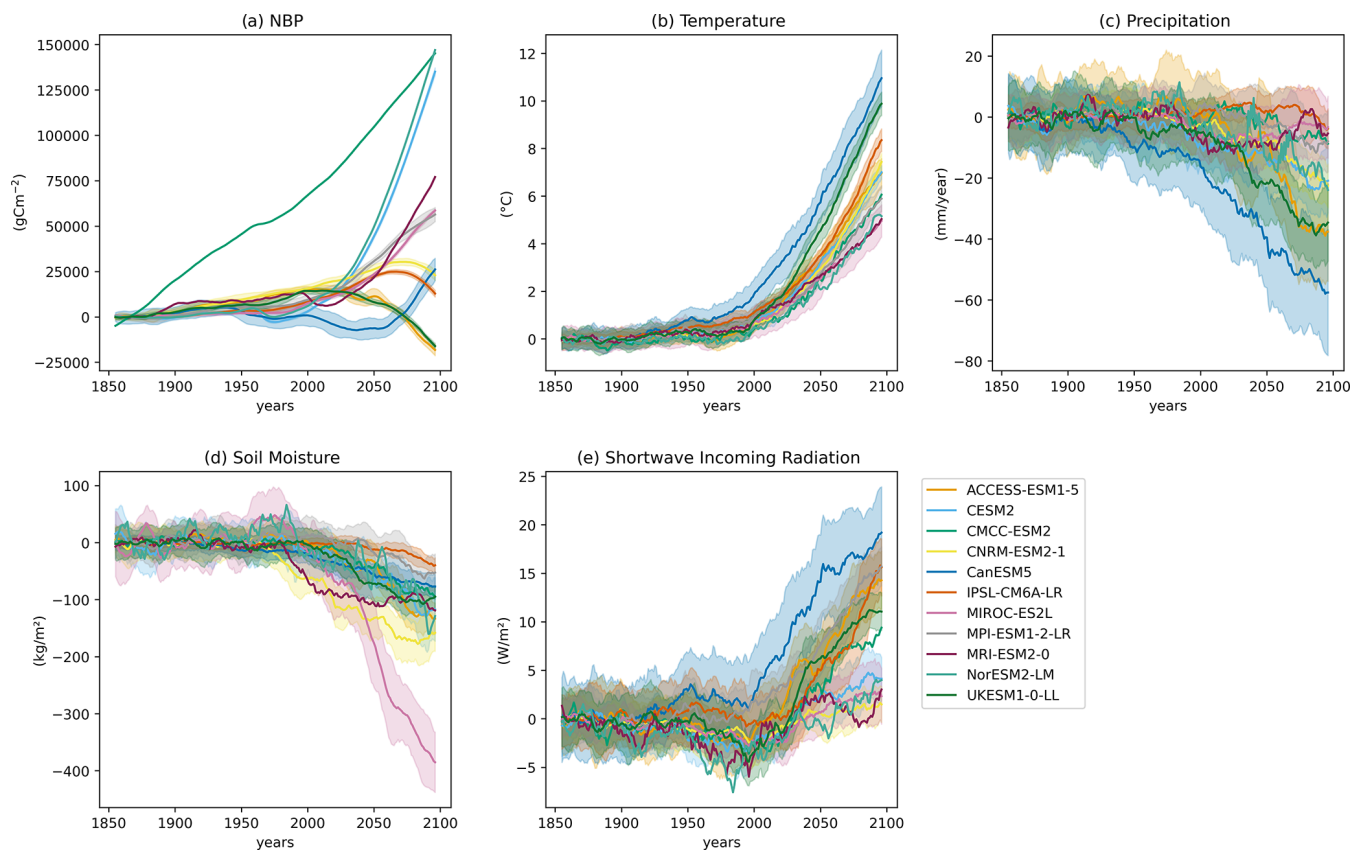 (a) NBP
150000
125000
100000
75000
50000
25000
0
−25000
(gCm⁻²)
1850 1900 1950 2000 2050 2100
years
(b) Temperature
12
10
8
6
4
2
0
(°C)
1850 1900 1950 2000 2050 2100
years
(c) Precipitation
20
0
−20
−40
−60
−80
(mm/year)
1850 1900 1950 2000 2050 2100
years
(d) Soil Moisture
100
0
−100
−200
−300
−400
(kg/m²)
1850 1900 1950 2000 2050 2100
years
(e) Shortwave Incoming Radiation
25
20
15
10
5
0
−5
(W/m²)
1850 1900 1950 2000 2050 2100
years
ACCESS-ESM1-5
CESM2
CMCC-ESM2
CNRM-ESM2-1
CanESM5
IPSL-CM6A-LR
MIROC-ES2L
MPI-ESM1-2-LR
MRI-ESM2-0
NorESM2-LM
UKESM1-0-LL